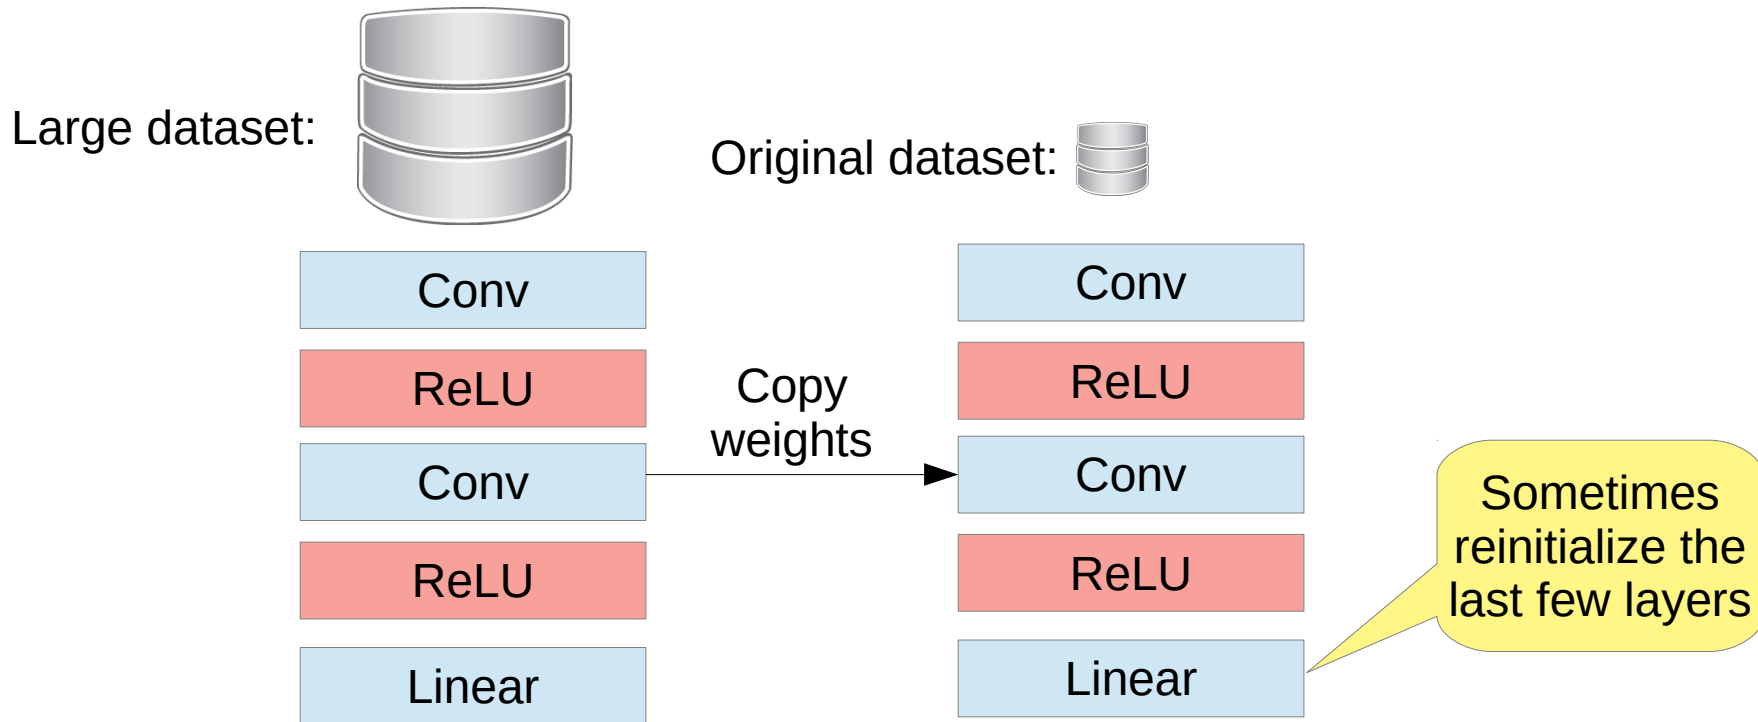 Large dataset:
Original dataset:
Conv
ReLU
Conv
ReLU
Linear
Copy
weights
Conv
ReLU
Conv
ReLU
Linear
Sometimes
reinitialize the
last few layers